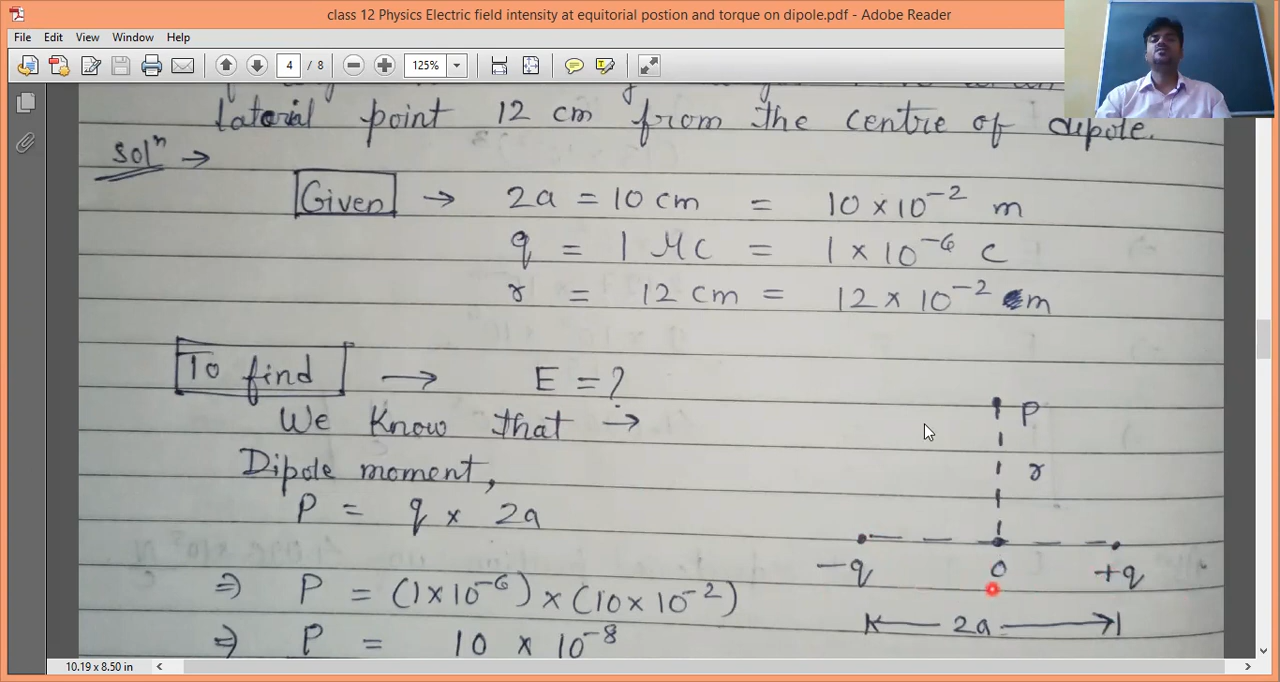 class 12 Physics Electric field intensity at equitorial postion and torque on dipole.pdf - Adobe Reader
File Edit View Window Help
4 / 8 125%
latorial point 12 cm from the centre of dipole.
Solⁿ →
Given → 2a = 10 cm = 10 × 10⁻² m
q = 1 μC = 1 × 10⁻⁶ C
r = 12 cm = 12 × 10⁻² m
To find → E = ?
We Know that →
Dipole moment,
P = q × 2a
⇒ P = (1×10⁻⁶) × (10×10⁻²)
⇒ P = 10 × 10⁻⁸
P
r
-q O +q
2a
10.19 x 8.50 in